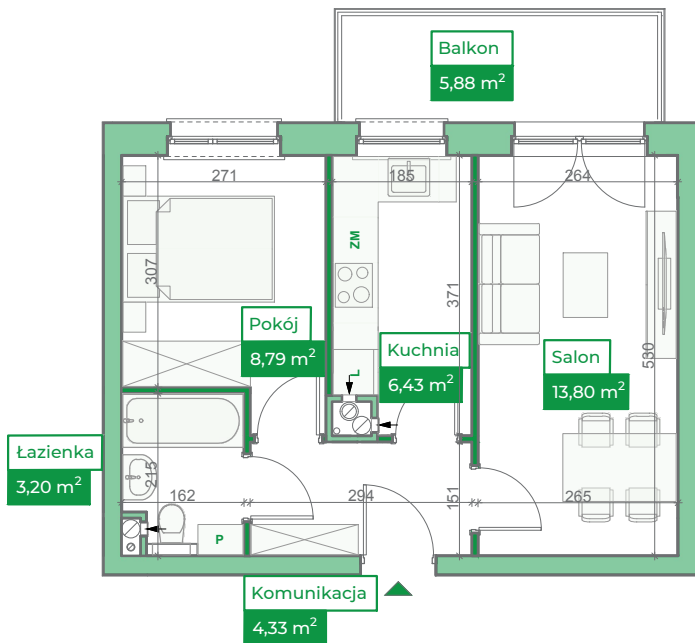 Balkon
5,88 m²
271
185
264
ZM
307
371
530
Pokój
8,79 m²
Kuchnia
6,43 m²
Salon
13,80 m²
L
Łazienka
3,20 m²
215
162
294
151
265
P
Komunikacja
4,33 m²